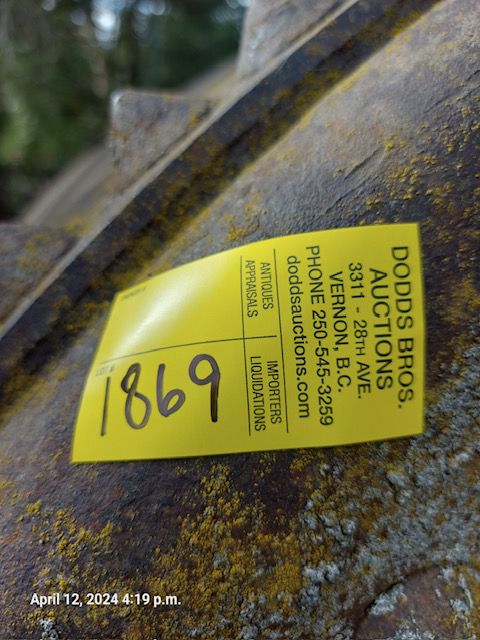 DODDS BROS.
AUCTIONS
3311 - 28TH AVE.
VERNON, B.C.
PHONE 250-545-3259
doddsauctions.com
ANTIQUES
APPRAISALS
IMPORTERS
LIQUIDATIONS
LOT #
1869
April 12, 2024 4:19 p.m.